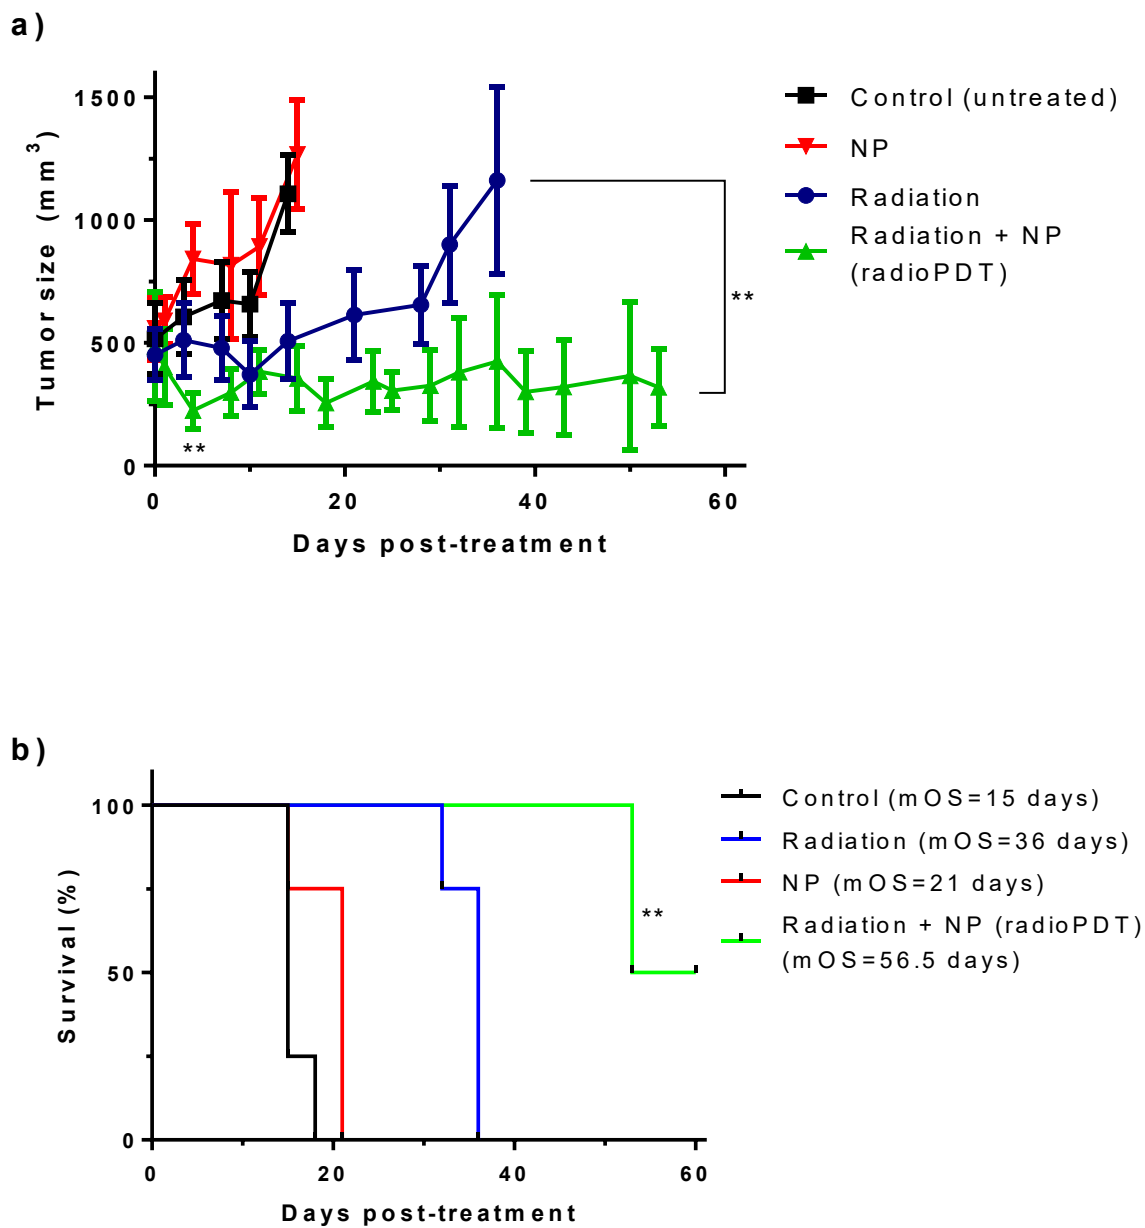 a)
1500
1000
500
0
Tumor size (mm³)
0
20
40
60
Days post-treatment
**
**
Control (untreated)
NP
Radiation
Radiation + NP
(radioPDT)
b)
100
50
0
Survival (%)
0
20
40
60
Days post-treatment
**
Control (mOS=15 days)
Radiation (mOS=36 days)
NP (mOS=21 days)
Radiation + NP (radioPDT)
(mOS=56.5 days)